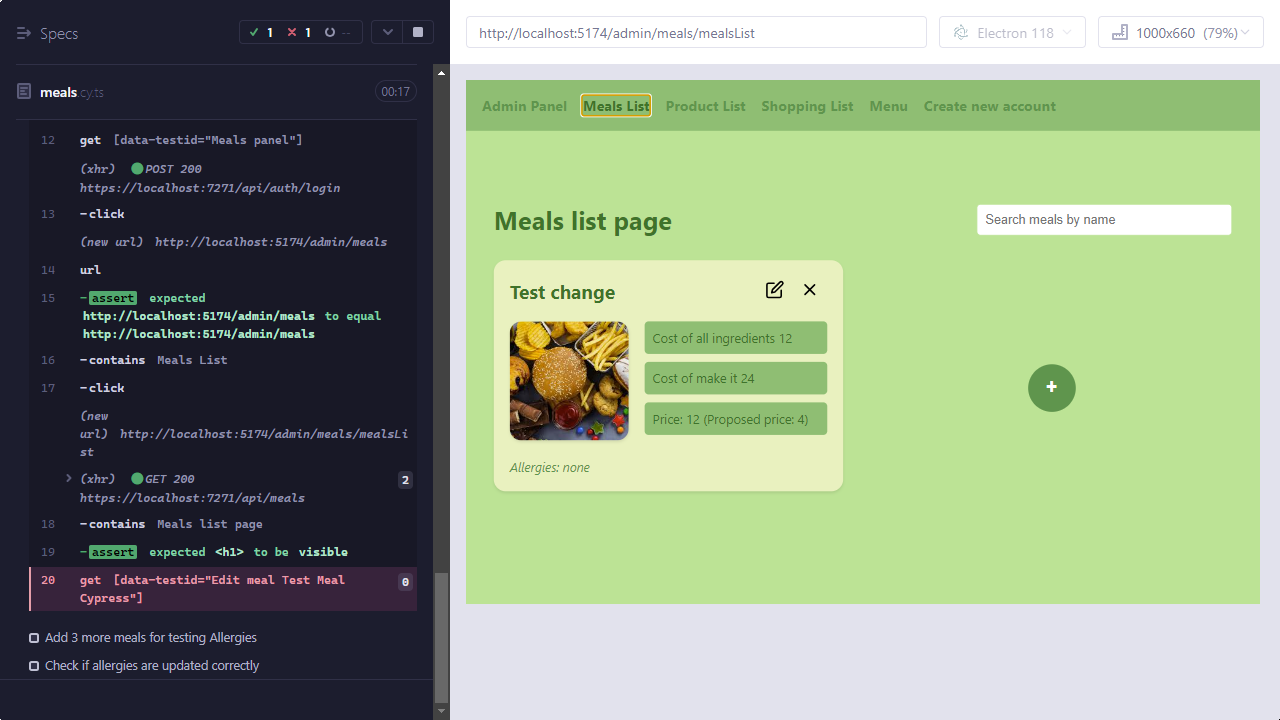 Specs
1
1
--
meals.cy.ts
00:17
12 get [data-testid="Meals panel"]
(xhr) POST 200
https://localhost:7271/api/auth/login
13 -click
(new url) http://localhost:5174/admin/meals
14 url
15 -assert expected
http://localhost:5174/admin/meals to equal
http://localhost:5174/admin/meals
16 -contains Meals List
17 -click
(new
url) http://localhost:5174/admin/meals/mealsLi
st
(xhr) GET 200 2
https://localhost:7271/api/meals
18 -contains Meals list page
19 -assert expected <h1> to be visible
20 get [data-testid="Edit meal Test Meal 0
Cypress"]
Add 3 more meals for testing Allergies
Check if allergies are updated correctly
http://localhost:5174/admin/meals/mealsList
Electron 118
1000x660 (79%)
Admin Panel Meals List Product List Shopping List Menu Create new account
Meals list page
Search meals by name
Test change
Cost of all ingredients 12
Cost of make it 24
Price: 12 (Proposed price: 4)
Allergies: none
+